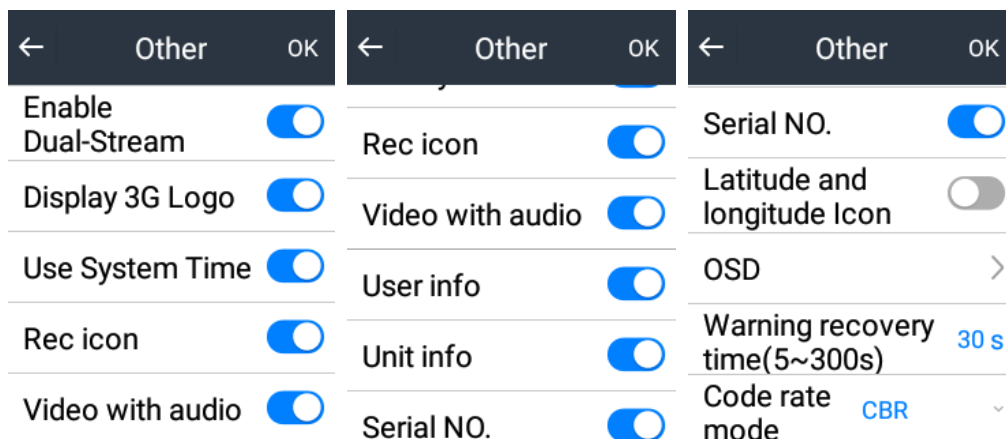 Other OK
Enable
Dual-Stream
Display 3G Logo
Use System Time
Rec icon
Video with audio
Other OK
Rec icon
Video with audio
User info
Unit info
Serial NO.
Other OK
Serial NO.
Latitude and
longitude Icon
OSD
Warning recovery
time(5~300s) 30 s
Code rate
mode CBR